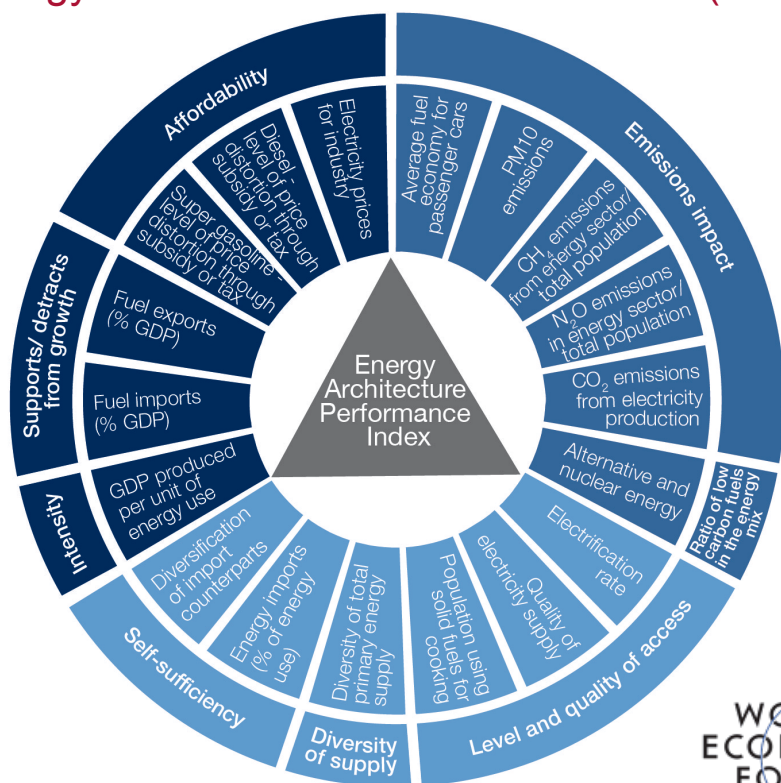 Affordability
Electricity prices
for industry
Diesel -
level of price
distortion through
subsidy or tax
Super gasoline -
level of price
distortion through
subsidy or tax
Supports/ detracts
from growth
Fuel exports
(% GDP)
Fuel imports
(% GDP)
Intensity
GDP produced
per unit of
energy use
Emissions impact
Average fuel
economy for
passenger cars
PM10
emissions
CH₄ emissions
from energy sector/
total population
N₂O emissions
in energy sector/
total population
CO₂ emissions
from electricity
production
Ratio of low
carbon fuels
in the energy
mix
Alternative and
nuclear energy
Energy
Architecture
Performance
Index
Level and quality of access
Electrification
rate
Quality of
electricity supply
Population using
solid fuels for
cooking
Diversity
of supply
Diversity of total
primary energy
supply
Self-sufficiency
Energy imports
(% of energy
use)
Diversification
of import
counterparts